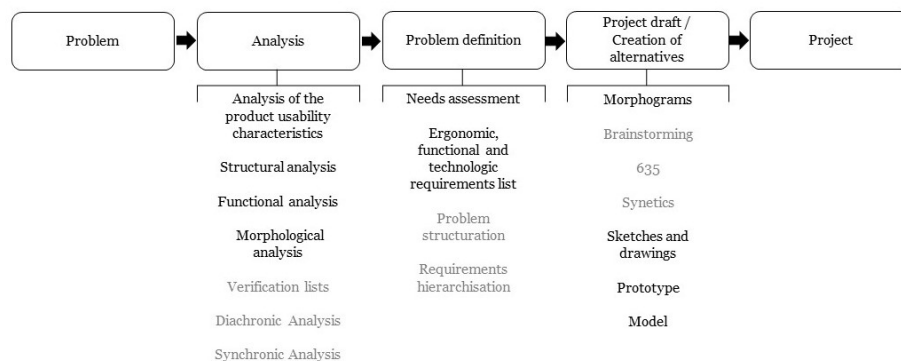 Problem
Analysis
Problem definition
Project draft /
Creation of
alternatives
Project
Analysis of the
product usability
characteristics
Structural analysis
Functional analysis
Morphological
analysis
Verification lists
Diachronic Analysis
Synchronic Analysis
Needs assessment
Ergonomic,
functional and
technologic
requirements list
Problem
structuration
Requirements
hierarchisation
Morphograms
Brainstorming
635
Synetics
Sketches and
drawings
Prototype
Model